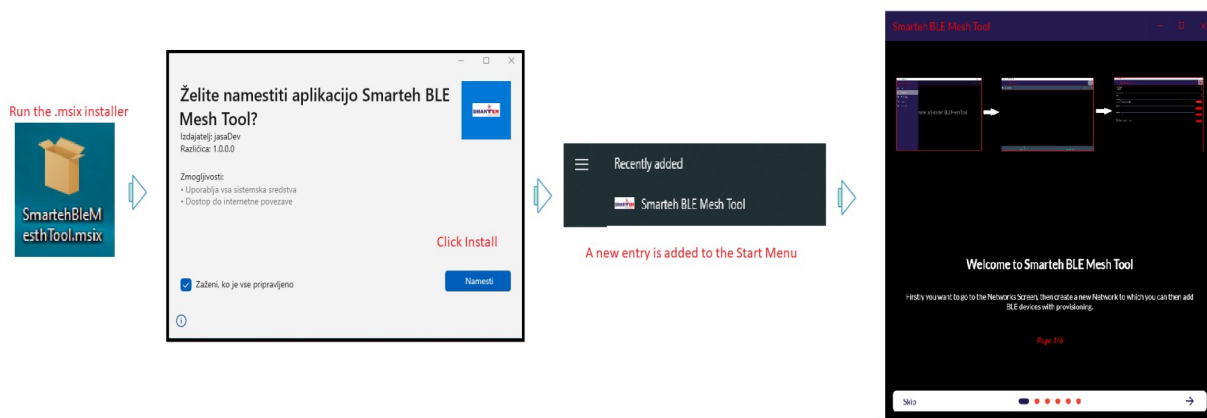 Run the .msix installer
SmartehBleM
esthTool.msix
Želite namestiti aplikacijo Smarteh BLE
Mesh Tool?
Izdajatelj: jasaDev
Različica: 1.0.0.0
Zmogljivosti:
• Uporablja vsa sistemska sredstva
• Dostop do internetne povezave
SMARTEH
Click Install
Zaženi, ko je vse pripravljeno
Namesti
Recently added
SMARTEH
Smarteh BLE Mesh Tool
A new entry is added to the Start Menu
Smarteh BLE Mesh Tool
Welcome to Smarteh BLE Mesh Tool
Firstly you want to go to the Networks Screen, then create a new Network to which you can then add
BLE devices with provisioning.
Page 1/6
Skip